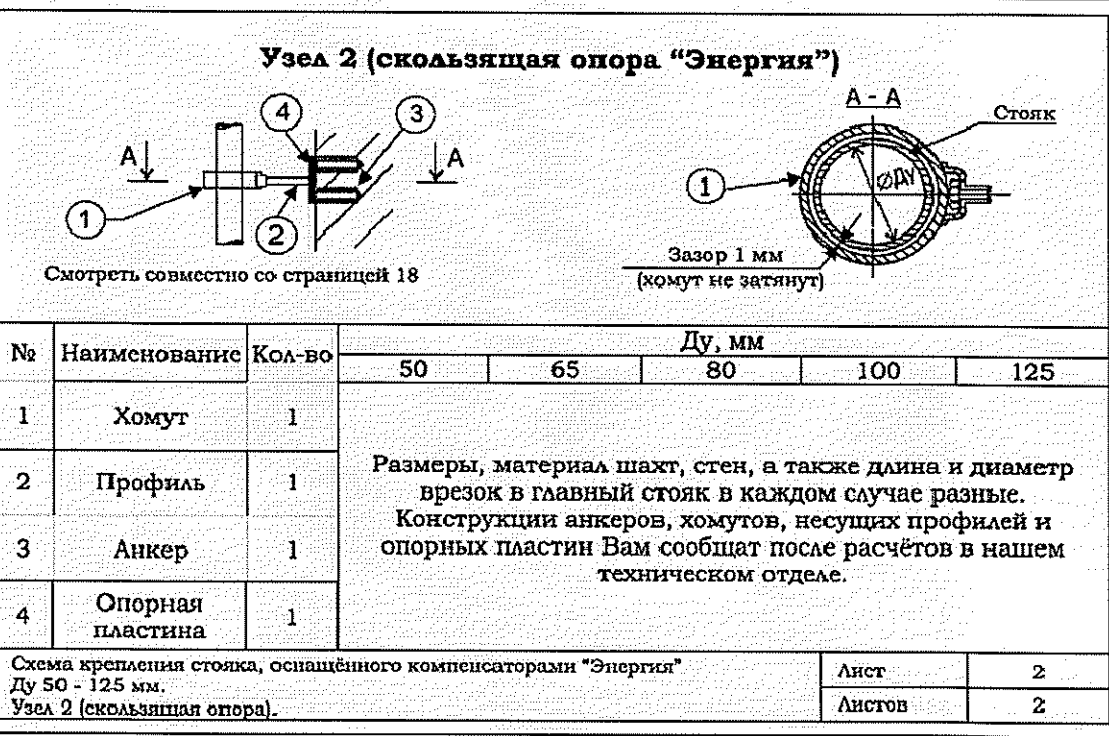 Узел 2 (скользящая опора “Энергия”)
4
3
A
A
1
2
Смотреть совместно со страницей 18
A - A
Стояк
1
ØДу
Зазор 1 мм
(хомут не затянут)
№ Наименование Кол-во Ду, мм
50 65 80 100 125
1 Хомут 1
2 Профиль 1
3 Анкер 1
4 Опорная
пластина 1
Размеры, материал шахт, стен, а также длина и диаметр
врезок в главный стояк в каждом случае разные.
Конструкции анкеров, хомутов, несущих профилей и
опорных пластин Вам сообщат после расчётов в нашем
техническом отделе.
Схема крепления стояка, оснащённого компенсаторами "Энергия"
Ду 50 - 125 мм.
Узел 2 (скользящая опора).
Лист 2
Листов 2